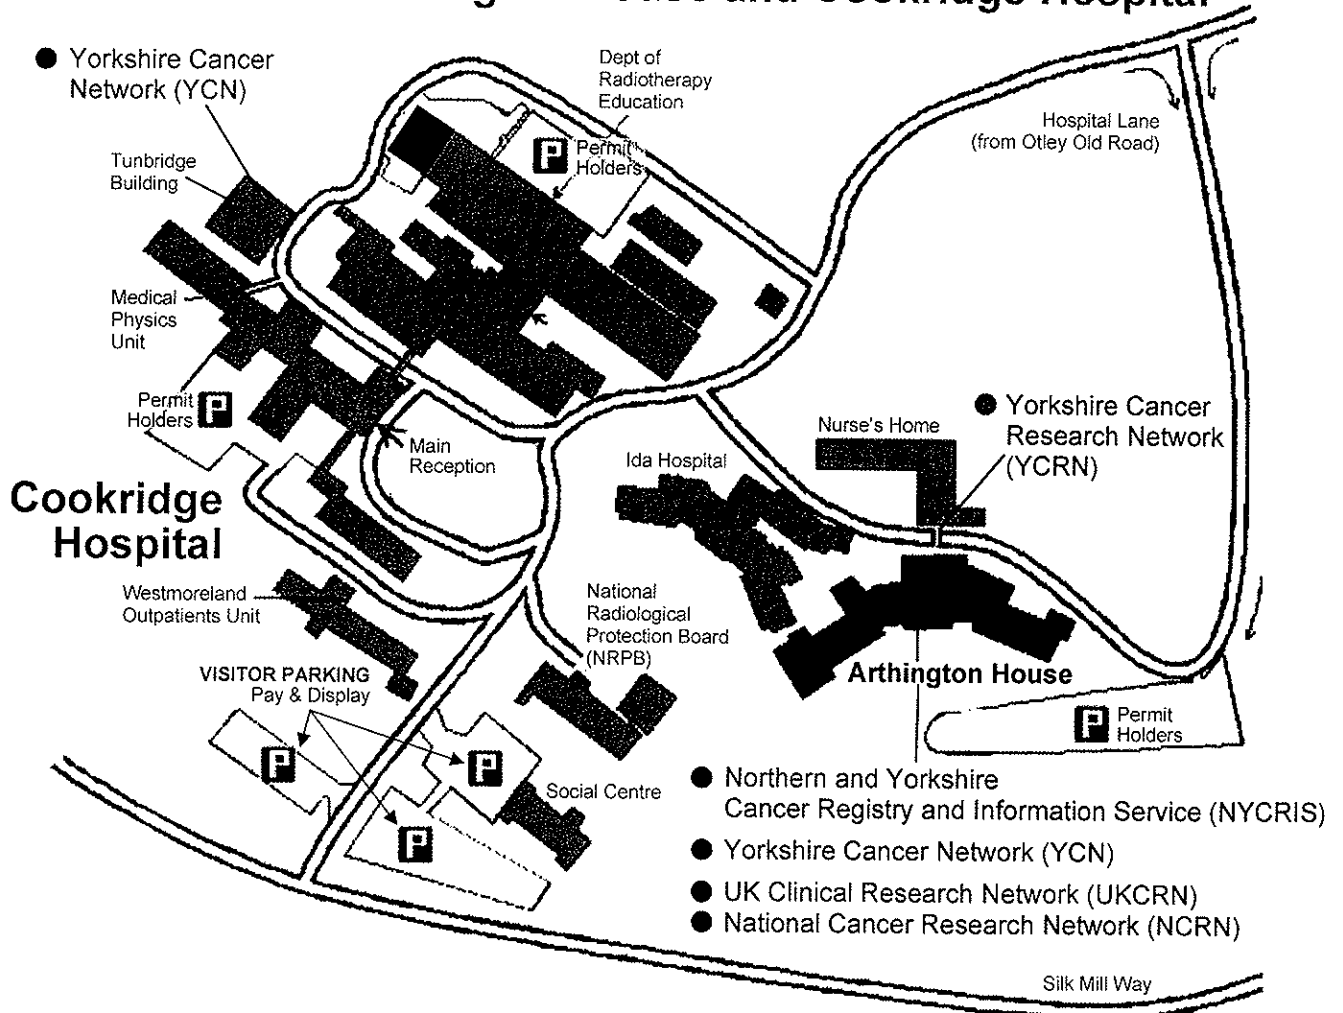 and Cookridge Hospital
Yorkshire Cancer
Network (YCN)
Dept of
Radiotherapy
Education
P
Permit
Holders
Hospital Lane
(from Otley Old Road)
Tunbridge
Building
Medical
Physics
Unit
Permit
Holders
P
Main
Reception
Nurse's Home
Yorkshire Cancer
Research Network
(YCRN)
Ida Hospital
Cookridge
Hospital
Westmoreland
Outpatients Unit
National
Radiological
Protection Board
(NRPB)
VISITOR PARKING
Pay & Display
Arthington House
P
Permit
Holders
P
P
P
Social Centre
Northern and Yorkshire
Cancer Registry and Information Service (NYCRIS)
Yorkshire Cancer Network (YCN)
UK Clinical Research Network (UKCRN)
National Cancer Research Network (NCRN)
Silk Mill Way